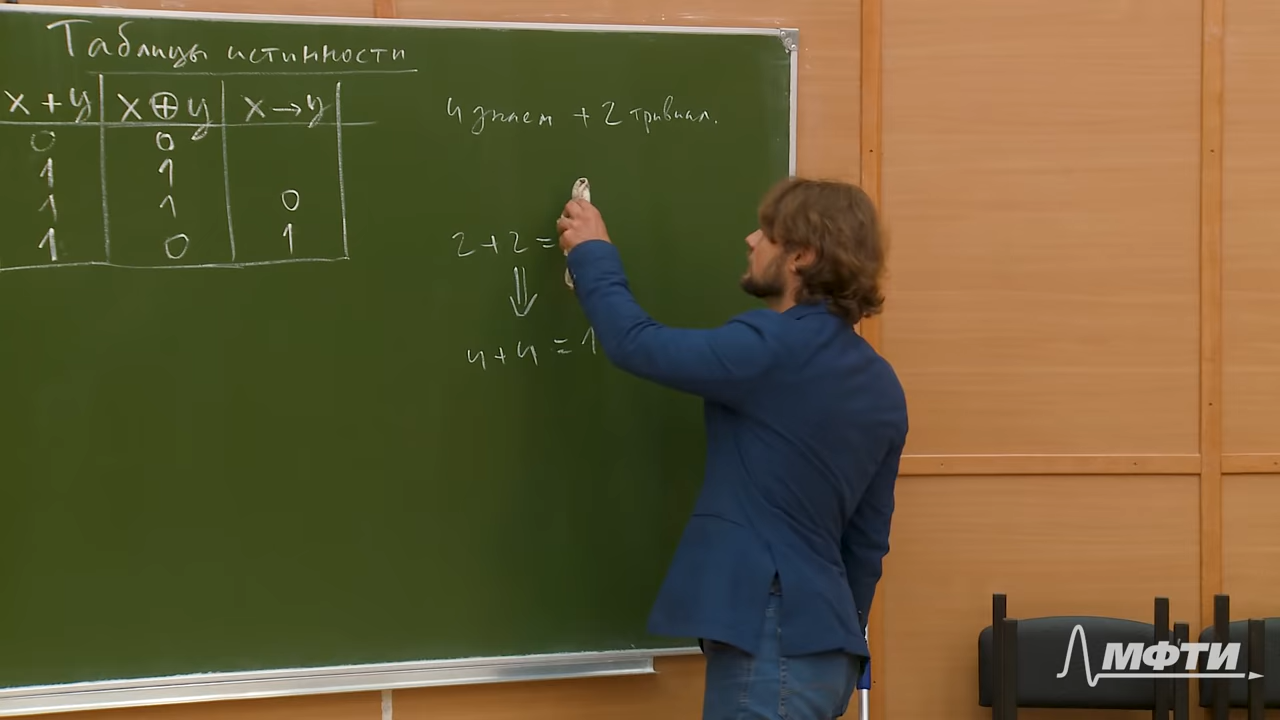 Таблицы истинности
x + y x ⊕ y x → y
0 0
1 1
1 1 0
1 0 1
4 знаем + 2 тривиал.
2 + 2 =
⇓
4 + 4 = 1
МФТИ